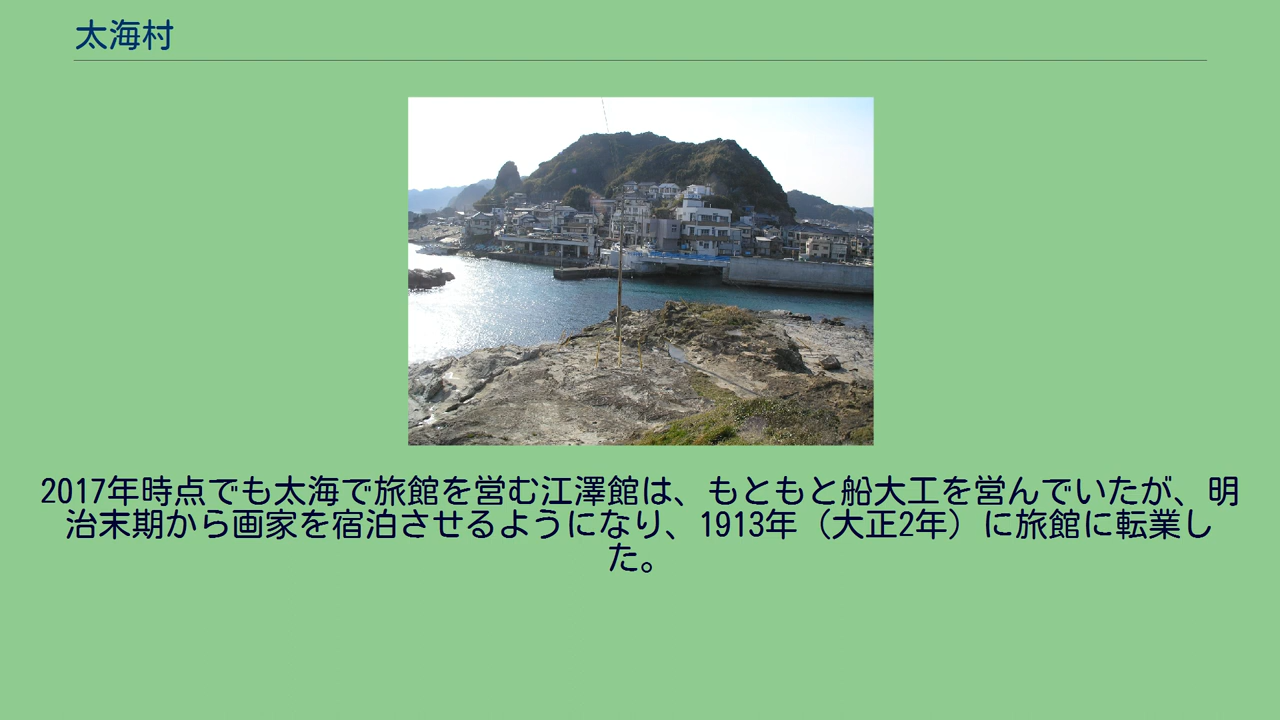 太海村
2017年時点でも太海で旅館を営む江澤館は、もともと船大工を営んでいたが、明
治末期から画家を宿泊させるようになり、1913年（大正2年）に旅館に転業し
た。